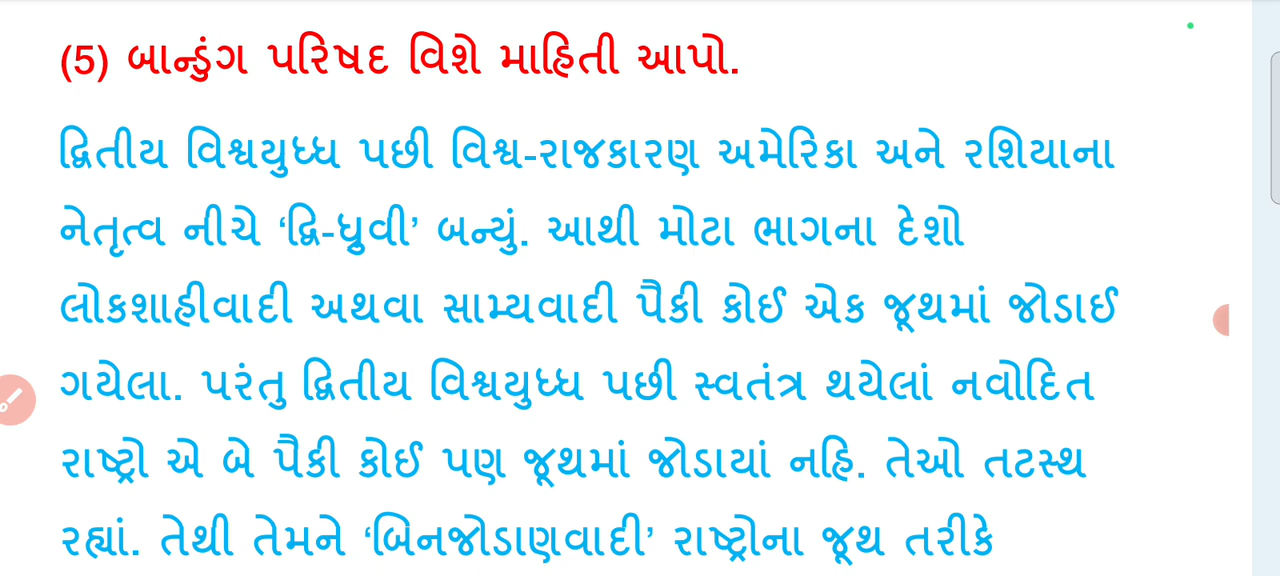 (5) બાન્ડુંગ પરિષદ વિશે માહિતી આપો.
દ્વિતીય વિશ્વયુધ્ધ પછી વિશ્વ-રાજકારણ અમેરિકા અને રશિયાના
નેતૃત્વ નીચે ‘દ્વિ-ધ્રુવી’ બન્યું. આથી મોટા ભાગના દેશો
લોકશાહીવાદી અથવા સામ્યવાદી પૈકી કોઈ એક જૂથમાં જોડાઈ
ગયેલા. પરંતુ દ્વિતીય વિશ્વયુધ્ધ પછી સ્વતંત્ર થયેલાં નવોદિત
રાષ્ટ્રો એ બે પૈકી કોઈ પણ જૂથમાં જોડાયાં નહિ. તેઓ તટસ્થ
રહ્યાં. તેથી તેમને ‘બિનજોડાણવાદી’ રાષ્ટ્રોના જૂથ તરીકે